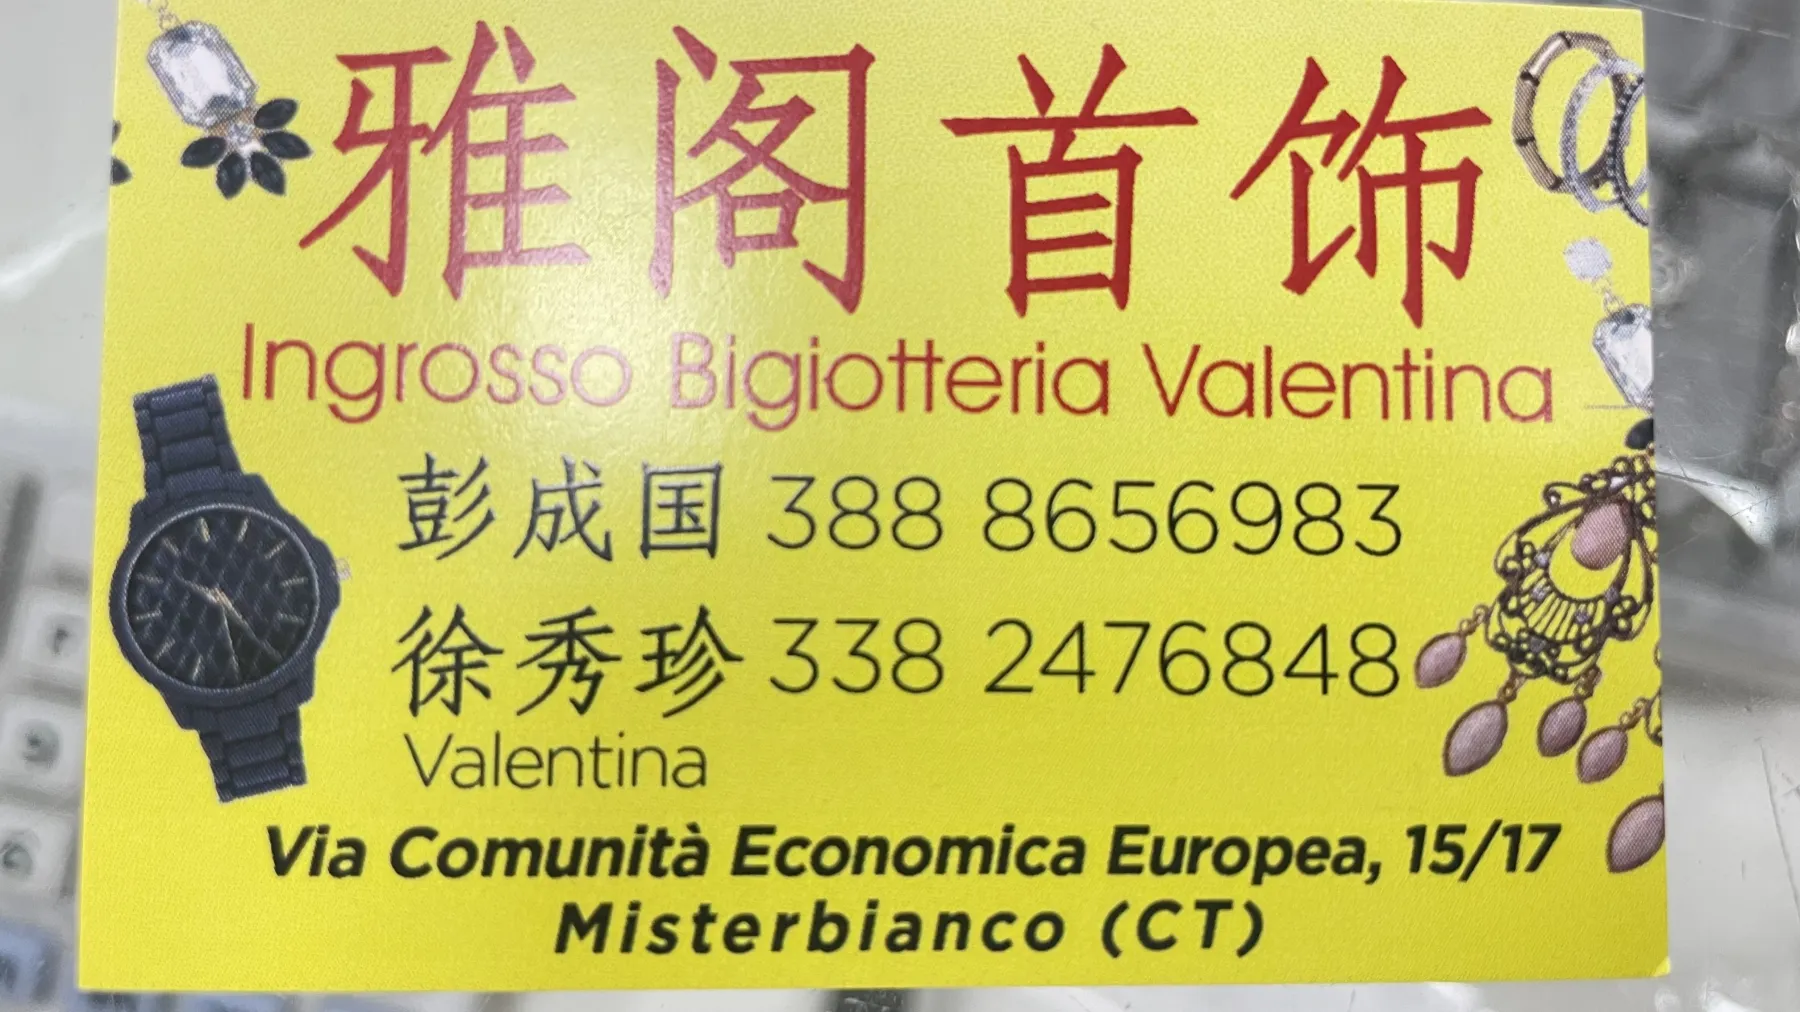 雅阁首饰
Ingrosso Bigiotteria Valentina
彭成国 388 8656983
徐秀珍 338 2476848
Valentina
Via Comunità Economica Europea, 15/17
Misterbianco (CT)